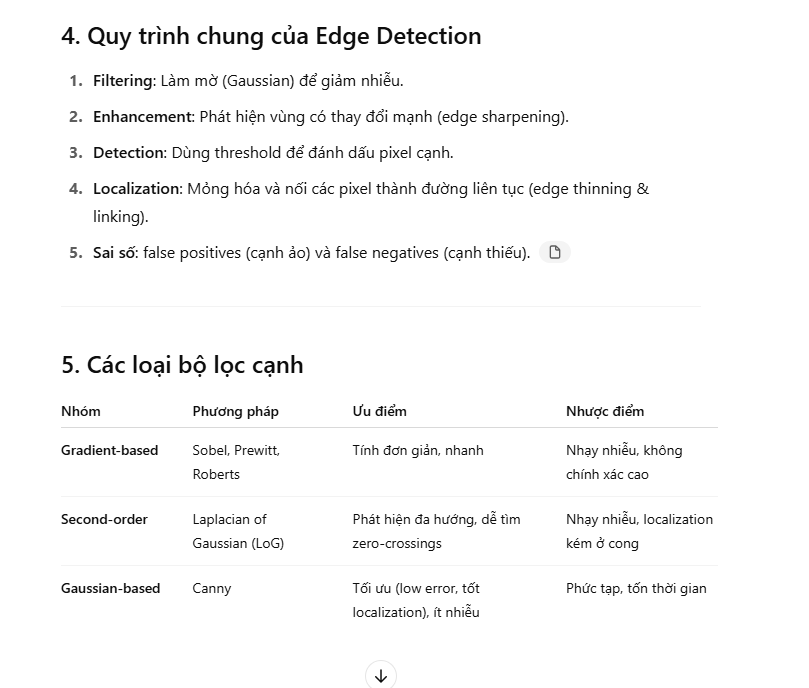 4. Quy trình chung của Edge Detection
1. Filtering: Làm mờ (Gaussian) để giảm nhiễu.
2. Enhancement: Phát hiện vùng có thay đổi mạnh (edge sharpening).
3. Detection: Dùng threshold để đánh dấu pixel cạnh.
4. Localization: Mỏng hóa và nối các pixel thành đường liên tục (edge thinning &
linking).
5. Sai số: false positives (cạnh ảo) và false negatives (cạnh thiếu).
5. Các loại bộ lọc cạnh
Nhóm Phương pháp Ưu điểm Nhược điểm
Gradient-based Sobel, Prewitt, Tính đơn giản, nhanh Nhạy nhiễu, không
Roberts chính xác cao
Second-order Laplacian of Phát hiện đa hướng, dễ tìm Nhạy nhiễu, localization
Gaussian (LoG) zero-crossings kém ở cong
Gaussian-based Canny Tối ưu (low error, tốt Phức tạp, tốn thời gian
localization), ít nhiễu